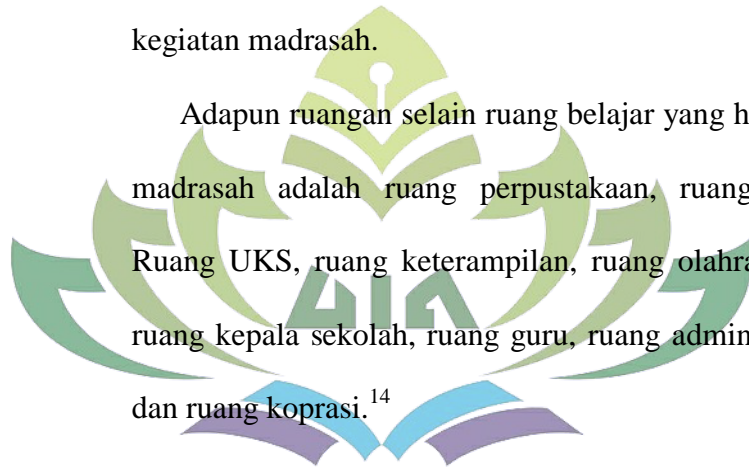 kegiatan madrasah.
Adapun ruangan selain ruang belajar yang h
madrasah adalah ruang perpustakaan, ruang
Ruang UKS, ruang keterampilan, ruang olahra
UIN
ruang kepala sekolah, ruang guru, ruang admin
dan ruang koprasi.14